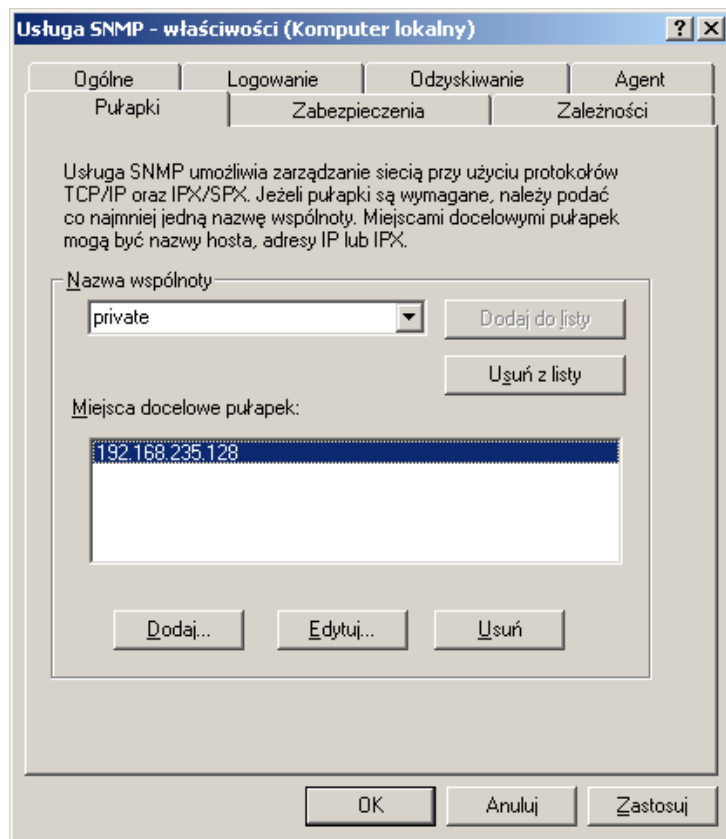 Usługa SNMP - właściwości (Komputer lokalny)
Ogólne Logowanie Odzyskiwanie Agent
Pułapki Zabezpieczenia Zależności
Usługa SNMP umożliwia zarządzanie siecią przy użyciu protokołów
TCP/IP oraz IPX/SPX. Jeżeli pułapki są wymagane, należy podać
co najmniej jedną nazwę wspólnoty. Miejscami docelowymi pułapek
mogą być nazwy hosta, adresy IP lub IPX.
Nazwa wspólnoty
private Dodaj do listy
Usuń z listy
Miejsca docelowe pułapek:
192.168.235.128
Dodaj... Edytuj... Usuń
OK Anuluj Zastosuj